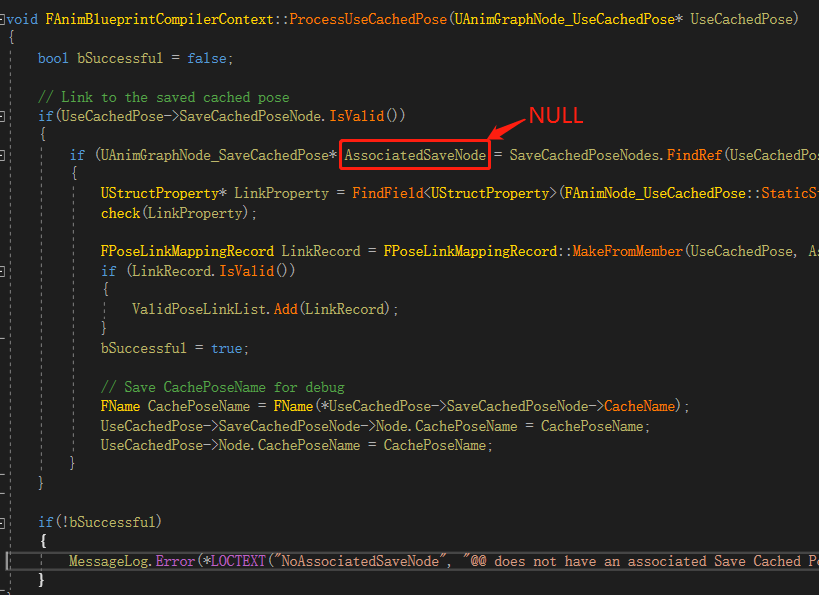 void FAnimBlueprintCompilerContext::ProcessUseCachedPose(UAnimGraphNode_UseCachedPose* UseCachedPose)
{
bool bSuccessful = false;
// Link to the saved cached pose
if(UseCachedPose->SaveCachedPoseNode.IsValid())
NULL
{
if (UAnimGraphNode_SaveCachedPose* AssociatedSaveNode = SaveCachedPoseNodes.FindRef(UseCachedPos
{
UStructProperty* LinkProperty = FindField<UStructProperty>(FAnimNode_UseCachedPose::StaticSt
check(LinkProperty);
FPoseLinkMappingRecord LinkRecord = FPoseLinkMappingRecord::MakeFromMember(UseCachedPose, As
if (LinkRecord.IsValid())
{
ValidPoseLinkList.Add(LinkRecord);
}
bSuccessful = true;
// Save CachePoseName for debug
FName CachePoseName = FName(*UseCachedPose->SaveCachedPoseNode->CacheName);
UseCachedPose->SaveCachedPoseNode->Node.CachePoseName = CachePoseName;
UseCachedPose->Node.CachePoseName = CachePoseName;
}
}
if(!bSuccessful)
{
MessageLog.Error(*LOCTEXT("NoAssociatedSaveNode", "@@ does not have an associated Save Cached Po
}